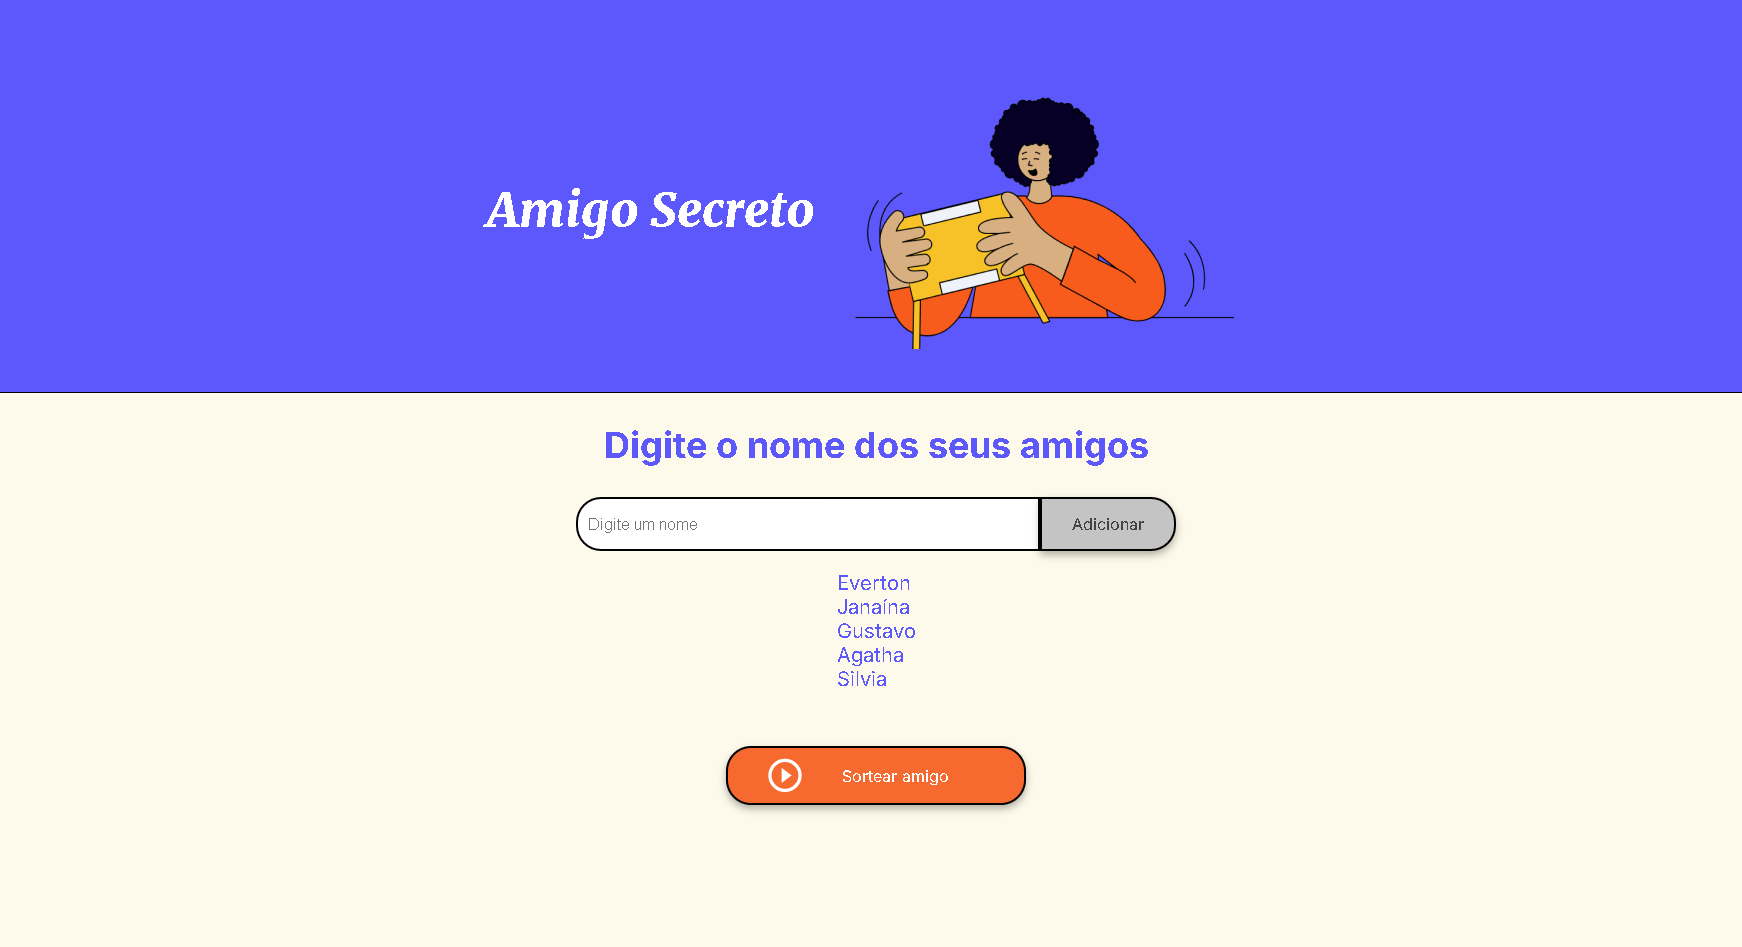 Amigo Secreto
Digite o nome dos seus amigos
Digite um nome
Adicionar
Everton
Janaína
Gustavo
Agatha
Silvia
Sortear amigo